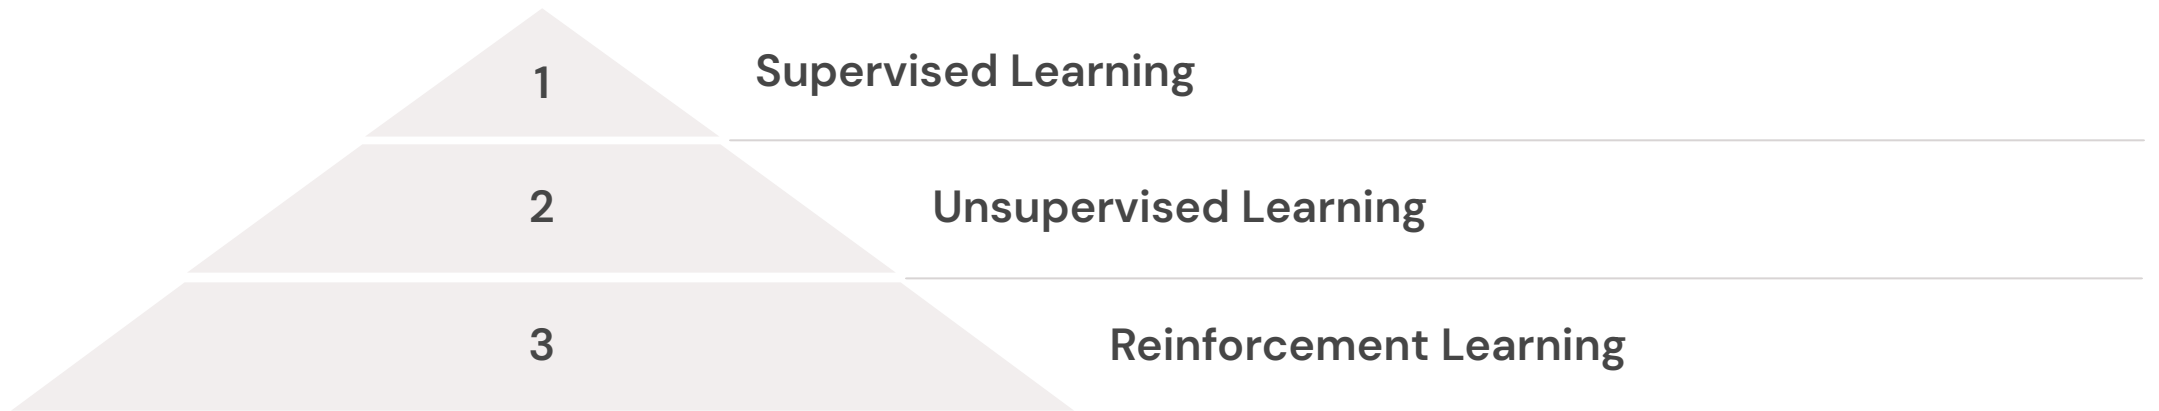 1
Supervised Learning
2
Unsupervised Learning
3
Reinforcement Learning